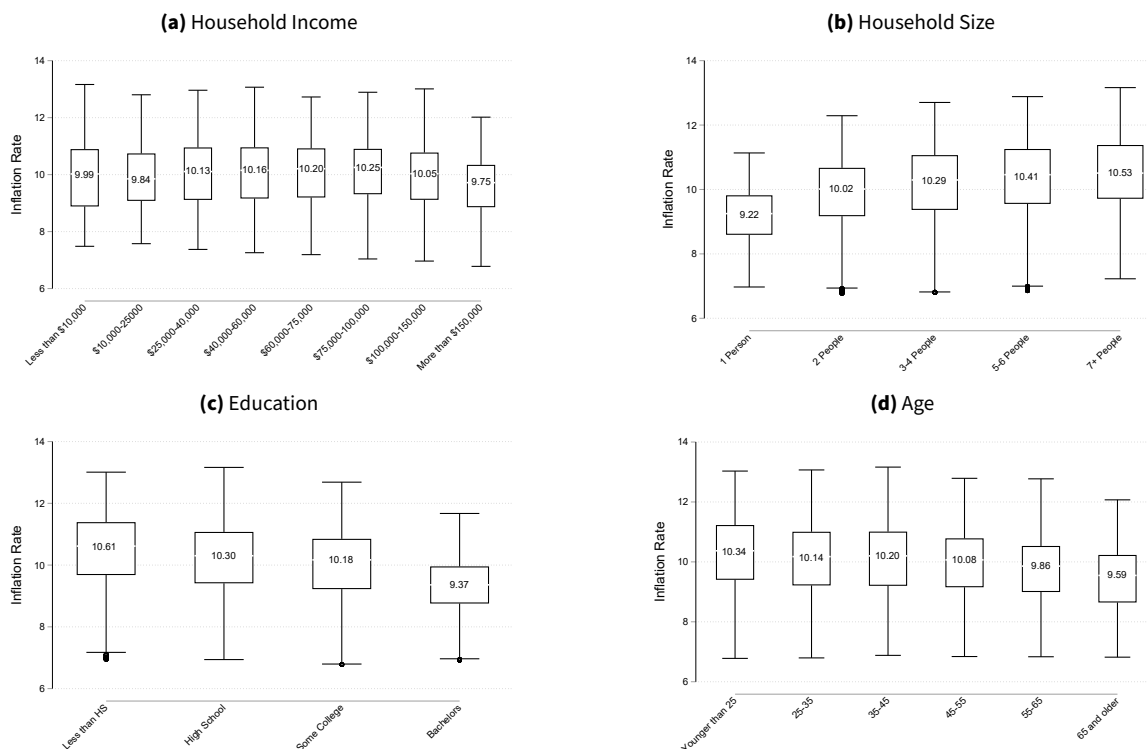 (a) Household Income
14
12
10
8
6
Inflation Rate
9.99
9.84
10.13
10.16
10.20
10.25
10.05
9.75
Less than $10,000
$10,000-25000
$25,000-40,000
$40,000-60,000
$60,000-75,000
$75,000-100,000
$100,000-150,000
More than $150,000
(b) Household Size
14
12
10
8
6
Inflation Rate
9.22
10.02
10.29
10.41
10.53
1 Person
2 People
3-4 People
5-6 People
7+ People
(c) Education
14
12
10
8
6
Inflation Rate
10.61
10.30
10.18
9.37
Less than HS
High School
Some College
Bachelors
(d) Age
14
12
10
8
6
Inflation Rate
10.34
10.14
10.20
10.08
9.86
9.59
Younger than 25
25-35
35-45
45-55
55-65
65 and older